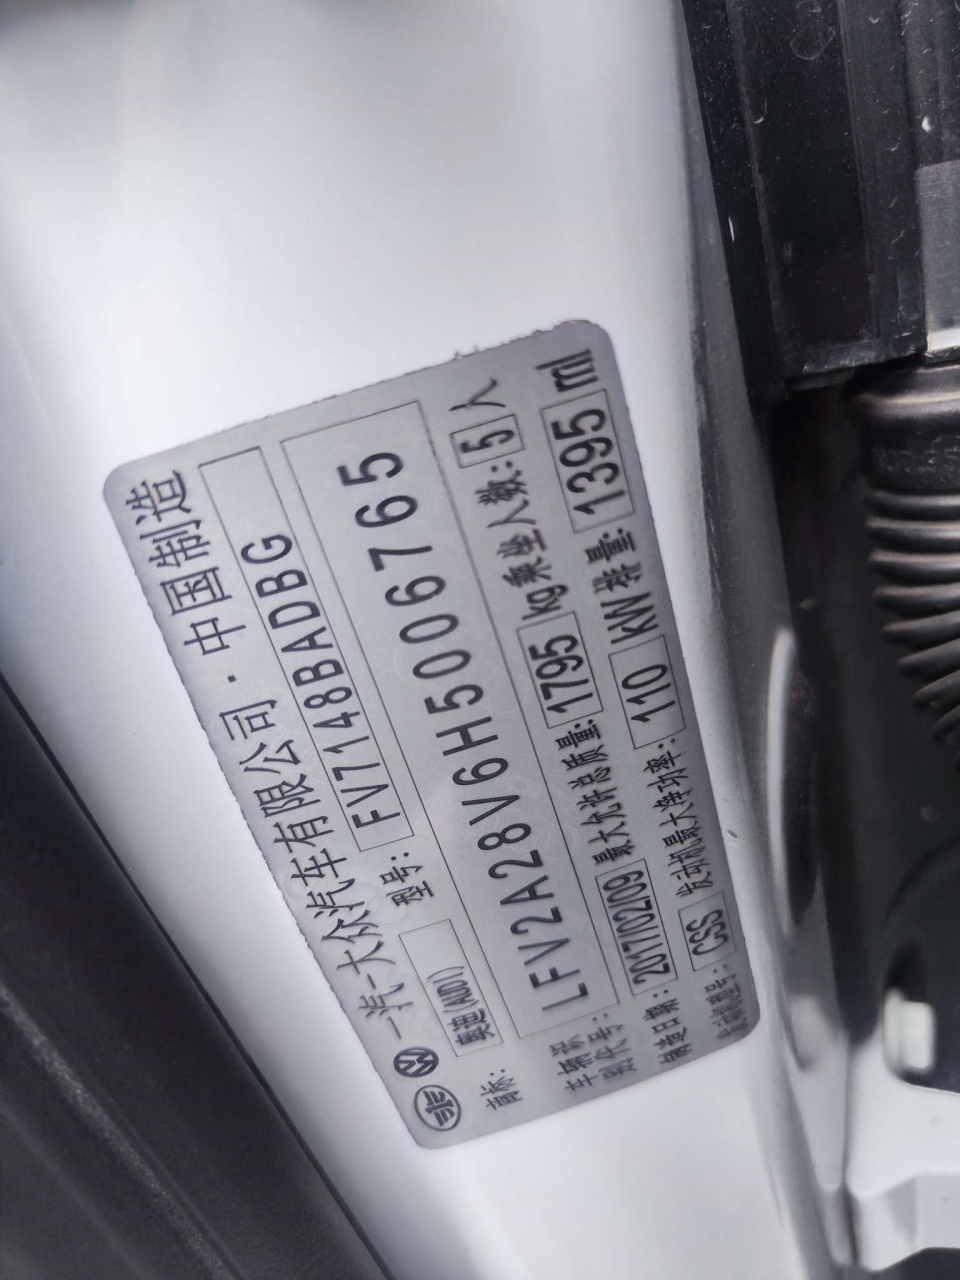 一汽-大众汽车有限公司·中国制造
商标: 奥迪(AUDI) 型号: FV7148BADBG
车辆识别代号: LFV2A28V6H5006765
制造日期: 2017/02/09 最大允许总质量: 1795 kg 乘坐人数: 5 人
发动机型号: CSS 发动机最大净功率: 110 kW 排量: 1395 ml